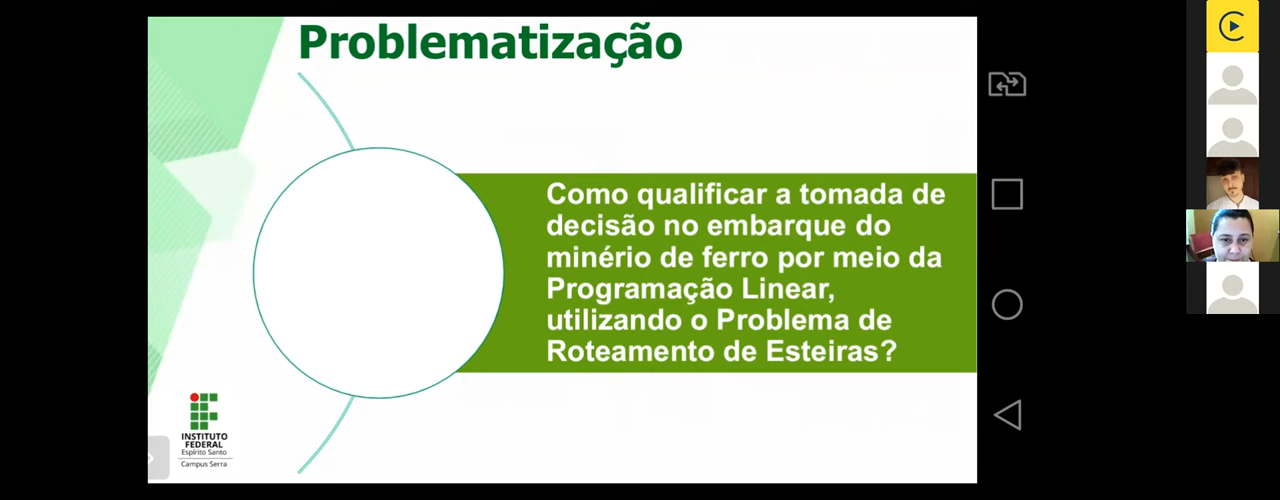 Problematização
Como qualificar a tomada de
decisão no embarque do
minério de ferro por meio da
Programação Linear,
utilizando o Problema de
Roteamento de Esteiras?
INSTITUTO
FEDERAL
Espírito Santo
Campus Serra